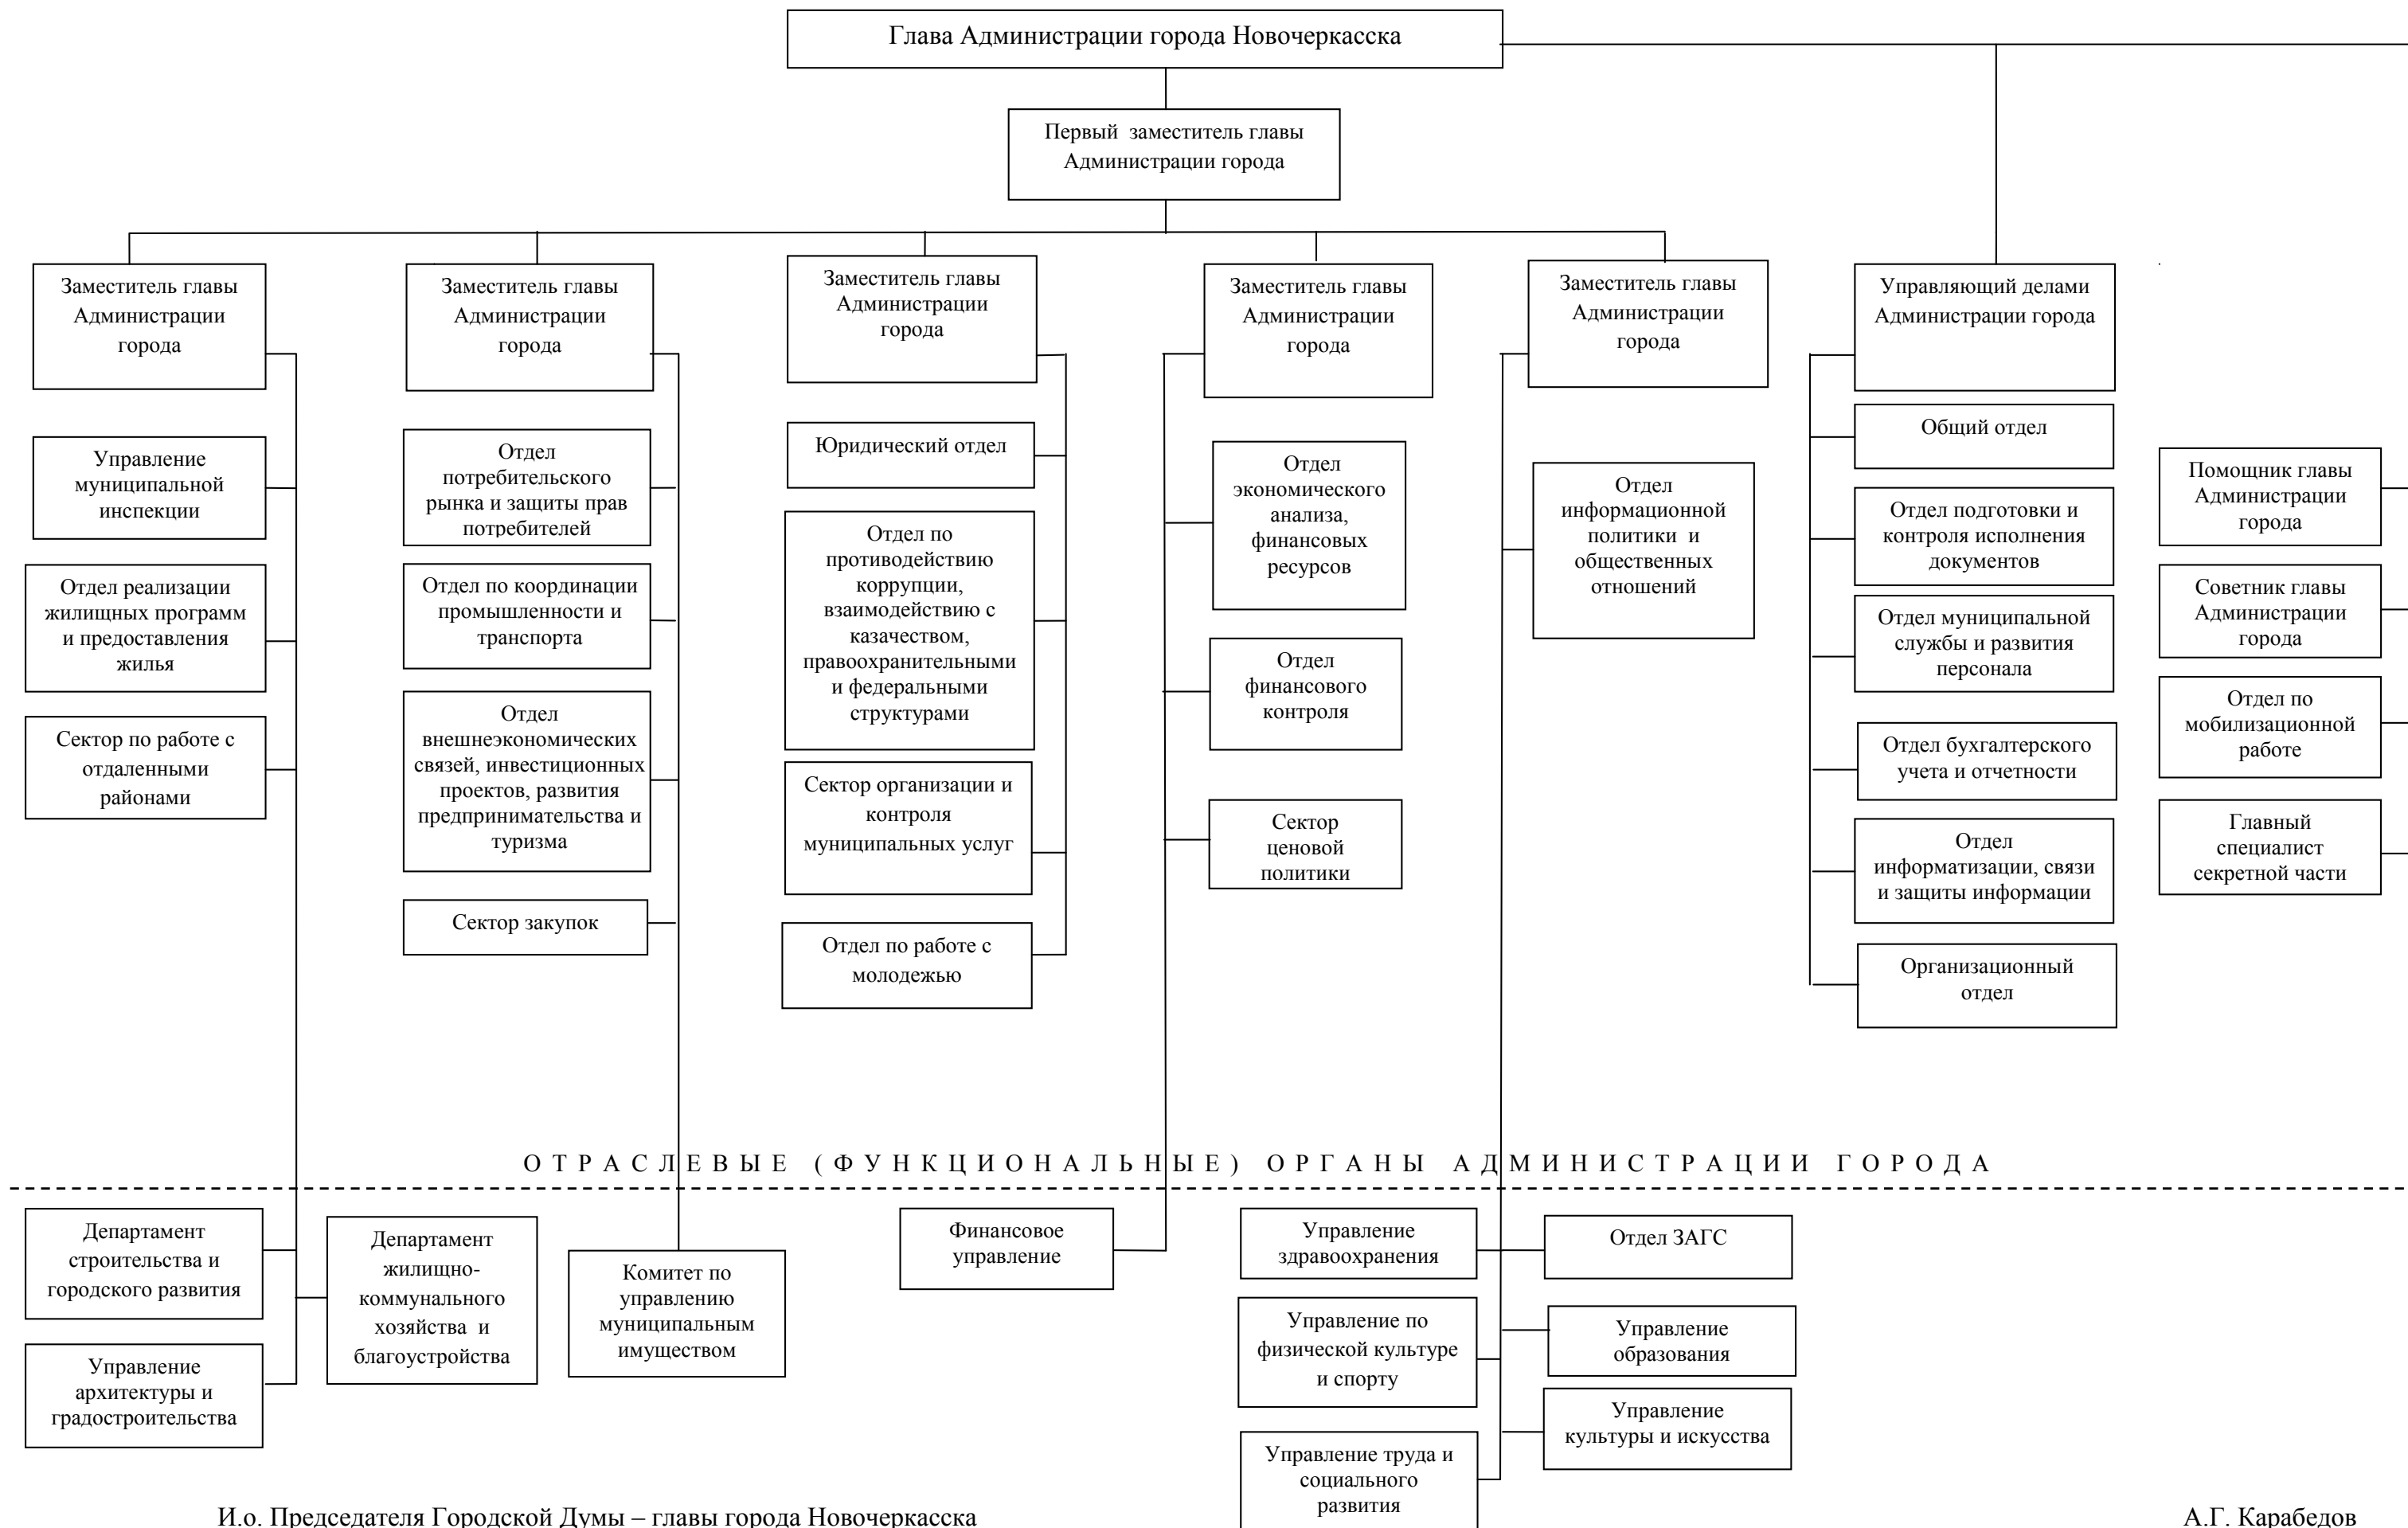 Глава Администрации города Новочеркасска
Первый заместитель главы
Администрации города
Заместитель главы
Администрации
города
Управление
муниципальной
инспекции
Отдел реализации
жилищных программ
и предоставления
жилья
Сектор по работе с
отдаленными
районами
Заместитель главы
Администрации
города
Отдел
потребительского
рынка и защиты прав
потребителей
Отдел по координации
промышленности и
транспорта
Отдел
внешнеэкономических
связей, инвестиционных
проектов, развития
предпринимательства и
туризма
Сектор закупок
Заместитель главы
Администрации
города
Юридический отдел
Отдел по
противодействию
коррупции,
взаимодействию с
казачеством,
правоохранительными
и федеральными
структурами
Сектор организации и
контроля
муниципальных услуг
Отдел по работе с
молодежью
Заместитель главы
Администрации
города
Отдел
экономического
анализа,
финансовых
ресурсов
Отдел
финансового
контроля
Сектор
ценовой
политики
Заместитель главы
Администрации
города
Отдел
информационной
политики и
общественных
отношений
Управляющий делами
Администрации города
Общий отдел
Отдел подготовки и
контроля исполнения
документов
Отдел муниципальной
службы и развития
персонала
Отдел бухгалтерского
учета и отчетности
Отдел
информатизации, связи
и защиты информации
Организационный
отдел
Помощник главы
Администрации
города
Советник главы
Администрации
города
Отдел по
мобилизационной
работе
Главный
специалист
секретной части
ОТРАСЛЕВЫЕ (ФУНКЦИОНАЛЬНЫЕ) ОРГАНЫ АДМИНИСТРАЦИИ ГОРОДА
Департамент
строительства и
городского развития
Управление
архитектуры и
градостроительства
Департамент
жилищно-
коммунального
хозяйства и
благоустройства
Комитет по
управлению
муниципальным
имуществом
Финансовое
управление
Управление
здравоохранения
Управление по
физической культуре
и спорту
Управление труда и
социального
развития
Отдел ЗАГС
Управление
образования
Управление
культуры и искусства
И.о. Председателя Городской Думы – главы города Новочеркасска
А.Г. Карабедов